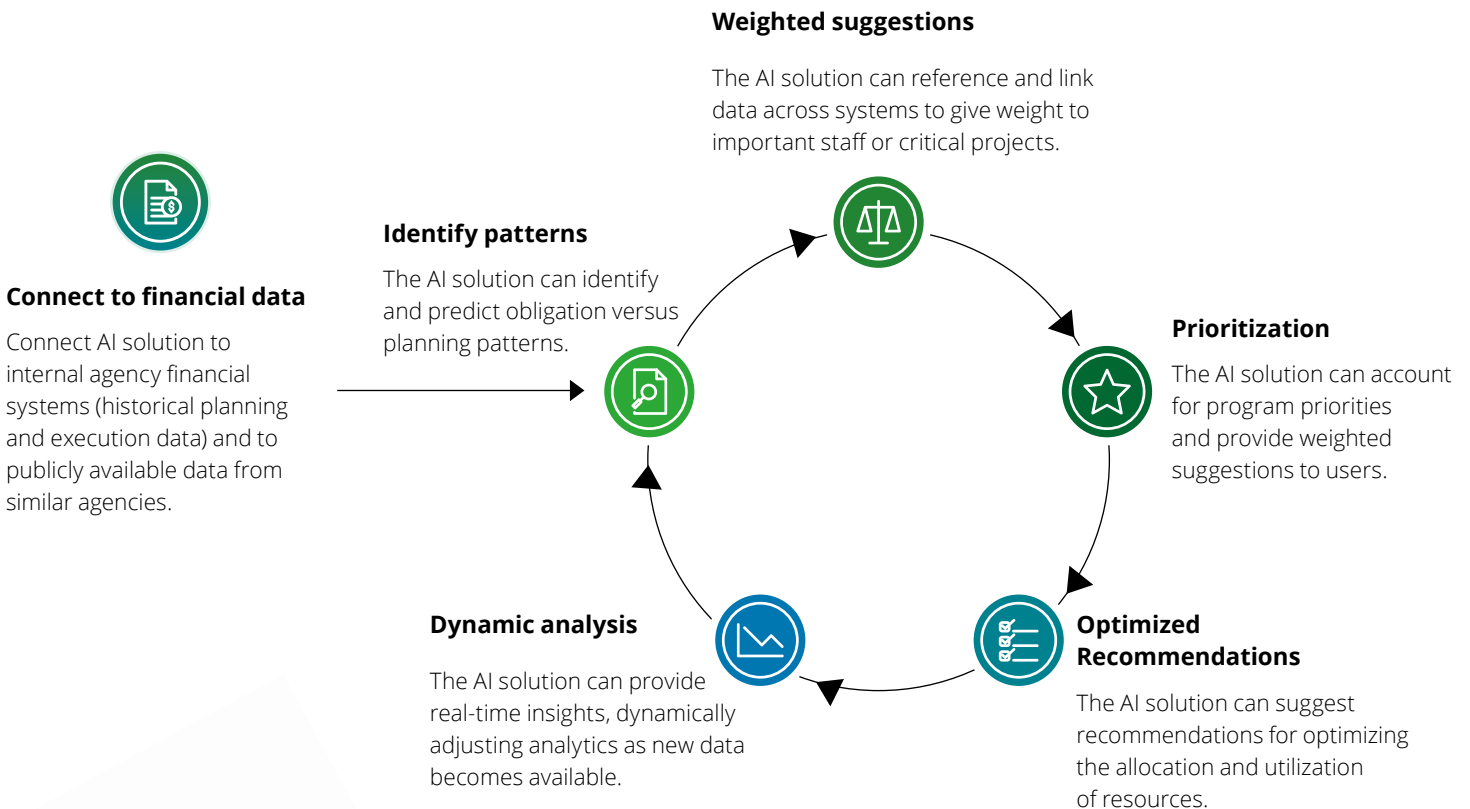 Connect to financial data
Connect AI solution to
internal agency financial
systems (historical planning
and execution data) and to
publicly available data from
similar agencies.
Identify patterns
The AI solution can identify
and predict obligation versus
planning patterns.
Weighted suggestions
The AI solution can reference and link
data across systems to give weight to
important staff or critical projects.
Prioritization
The AI solution can account
for program priorities
and provide weighted
suggestions to users.
Optimized
Recommendations
The AI solution can suggest
recommendations for optimizing
the allocation and utilization
of resources.
Dynamic analysis
The AI solution can provide
real-time insights, dynamically
adjusting analytics as new data
becomes available.